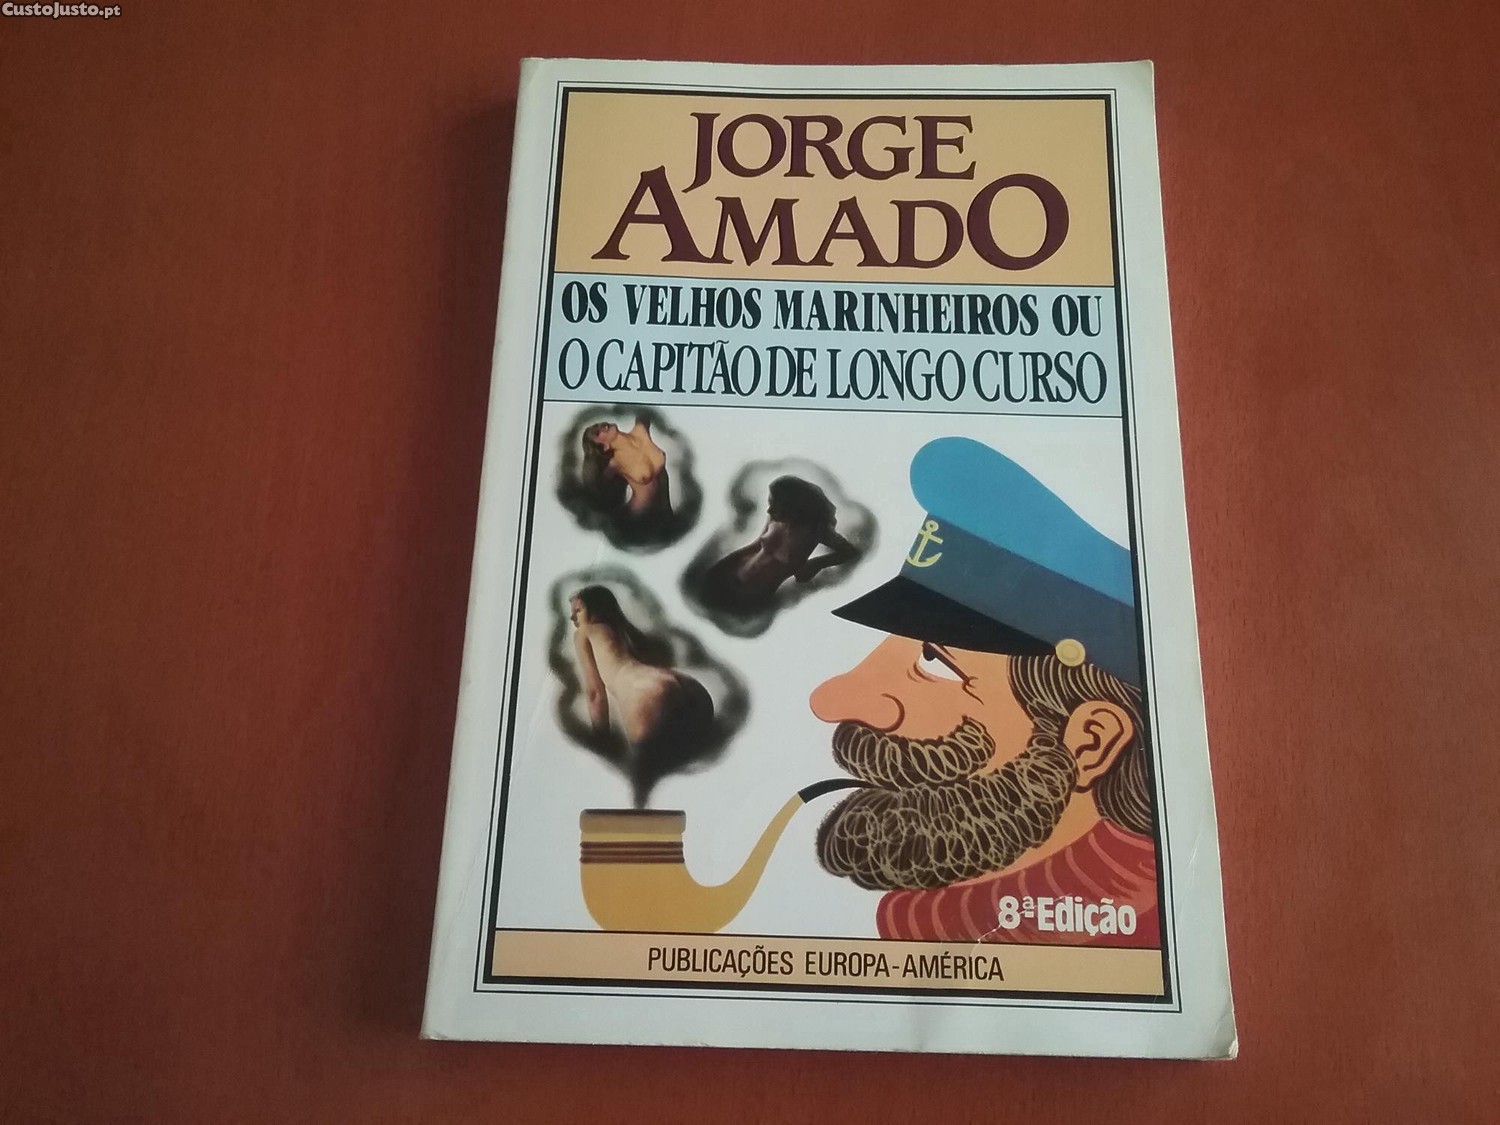 CustoJusto.pt
JORGE
AMADO
OS VELHOS MARINHEIROS OU
O CAPITÃO DE LONGO CURSO
8ª Edição
PUBLICAÇÕES EUROPA-AMÉRICA